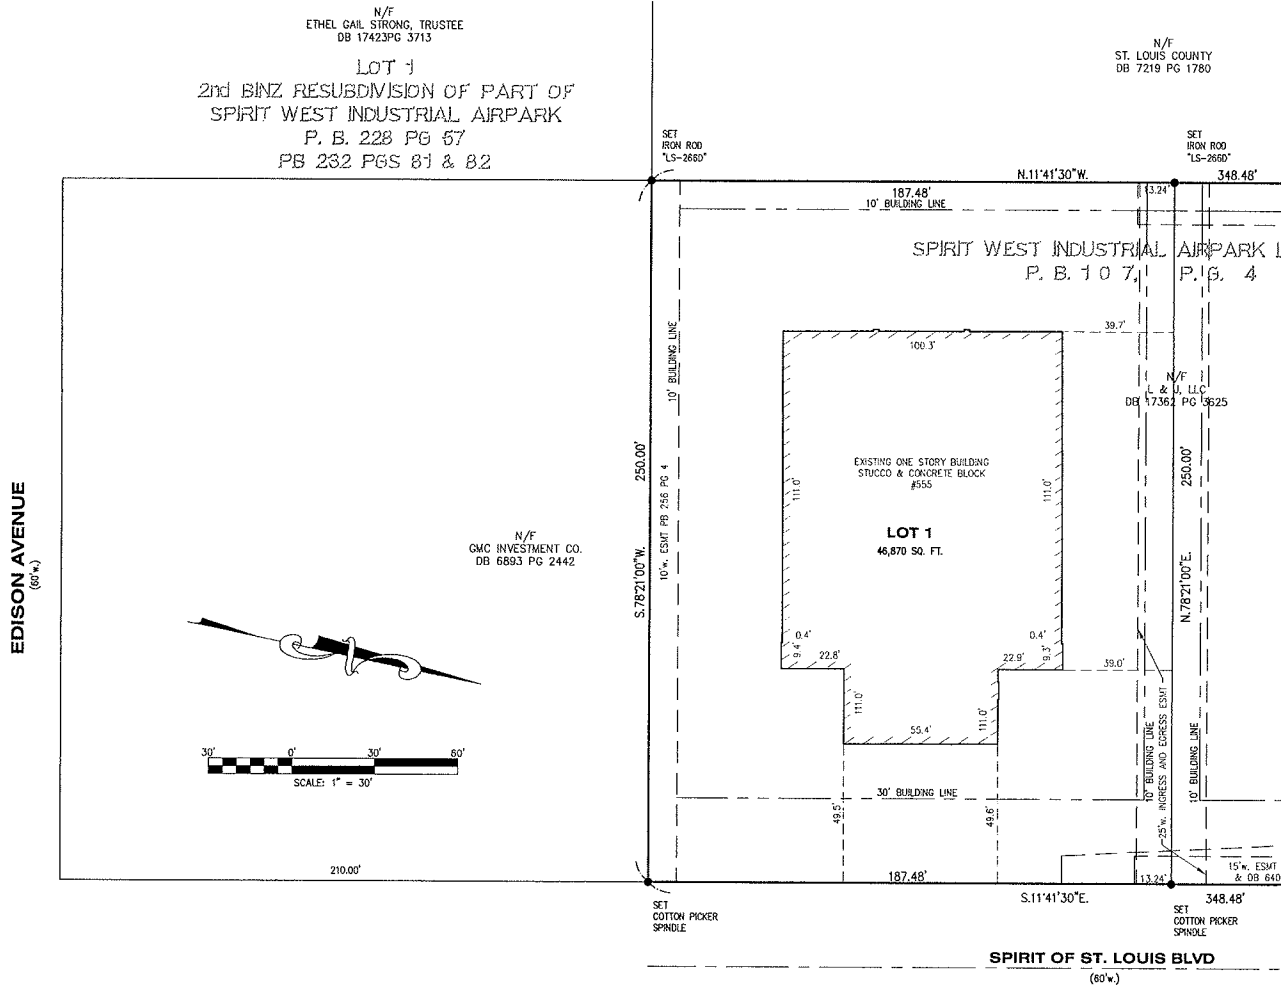 N/F
ETHEL GAIL STRONG, TRUSTEE
DB 17423PG 3713
LOT 1
2nd BINZ RESUBDIVISION OF PART OF
SPIRIT WEST INDUSTRIAL AIRPARK
P. B. 228 PG 57
PB 232 PGS 81 & 82
N/F
ST. LOUIS COUNTY
DB 7219 PG 1780
SET
IRON ROD
"LS-266D"
SET
IRON ROD
"LS-266D"
N.11°41'30"W.
348.48'
187.48'
13.24'
10' BUILDING LINE
SPIRIT WEST INDUSTRIAL AIRPARK
P. B. 1 0 7, P. G. 4
39.7'
100.3'
10' BUILDING LINE
N/F
L & J, LLC
DB 17362 PG 3625
250.00'
S.78°21'00"W.
10'w. ESMT PB 256 PG 4
EXISTING ONE STORY BUILDING
STUCCO & CONCRETE BLOCK
#555
111.0'
111.0'
LOT 1
46,870 SQ. FT.
250.00'
N.78°21'00"E.
EDISON AVENUE
(60'w.)
N/F
GMC INVESTMENT CO.
DB 6893 PG 2442
0.4'
9.4'
22.8'
0.4'
9.3'
22.9'
39.0'
111.0'
111.0'
55.4'
30' 0' 30' 60'
SCALE: 1" = 30'
30' BUILDING LINE
49.5'
49.6'
10' BUILDING LINE
25'w. INGRESS AND EGRESS ESMT
10' BUILDING LINE
210.00'
187.48'
13.24'
15'w. ESMT
& DB 640
S.11°41'30"E.
348.48'
SET
COTTON PICKER
SPINDLE
SET
COTTON PICKER
SPINDLE
SPIRIT OF ST. LOUIS BLVD
(60'w.)